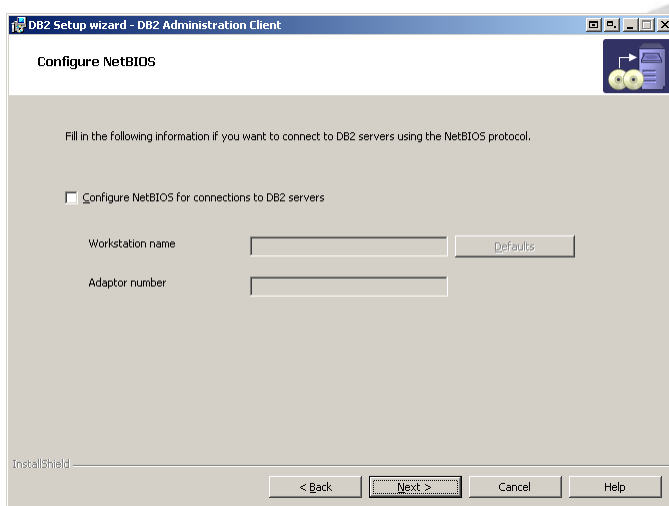 DB2 Setup wizard - DB2 Administration Client
Configure NetBIOS
Fill in the following information if you want to connect to DB2 servers using the NetBIOS protocol.
Configure NetBIOS for connections to DB2 servers
Workstation name
Defaults
Adaptor number
InstallShield
< Back
Next >
Cancel
Help